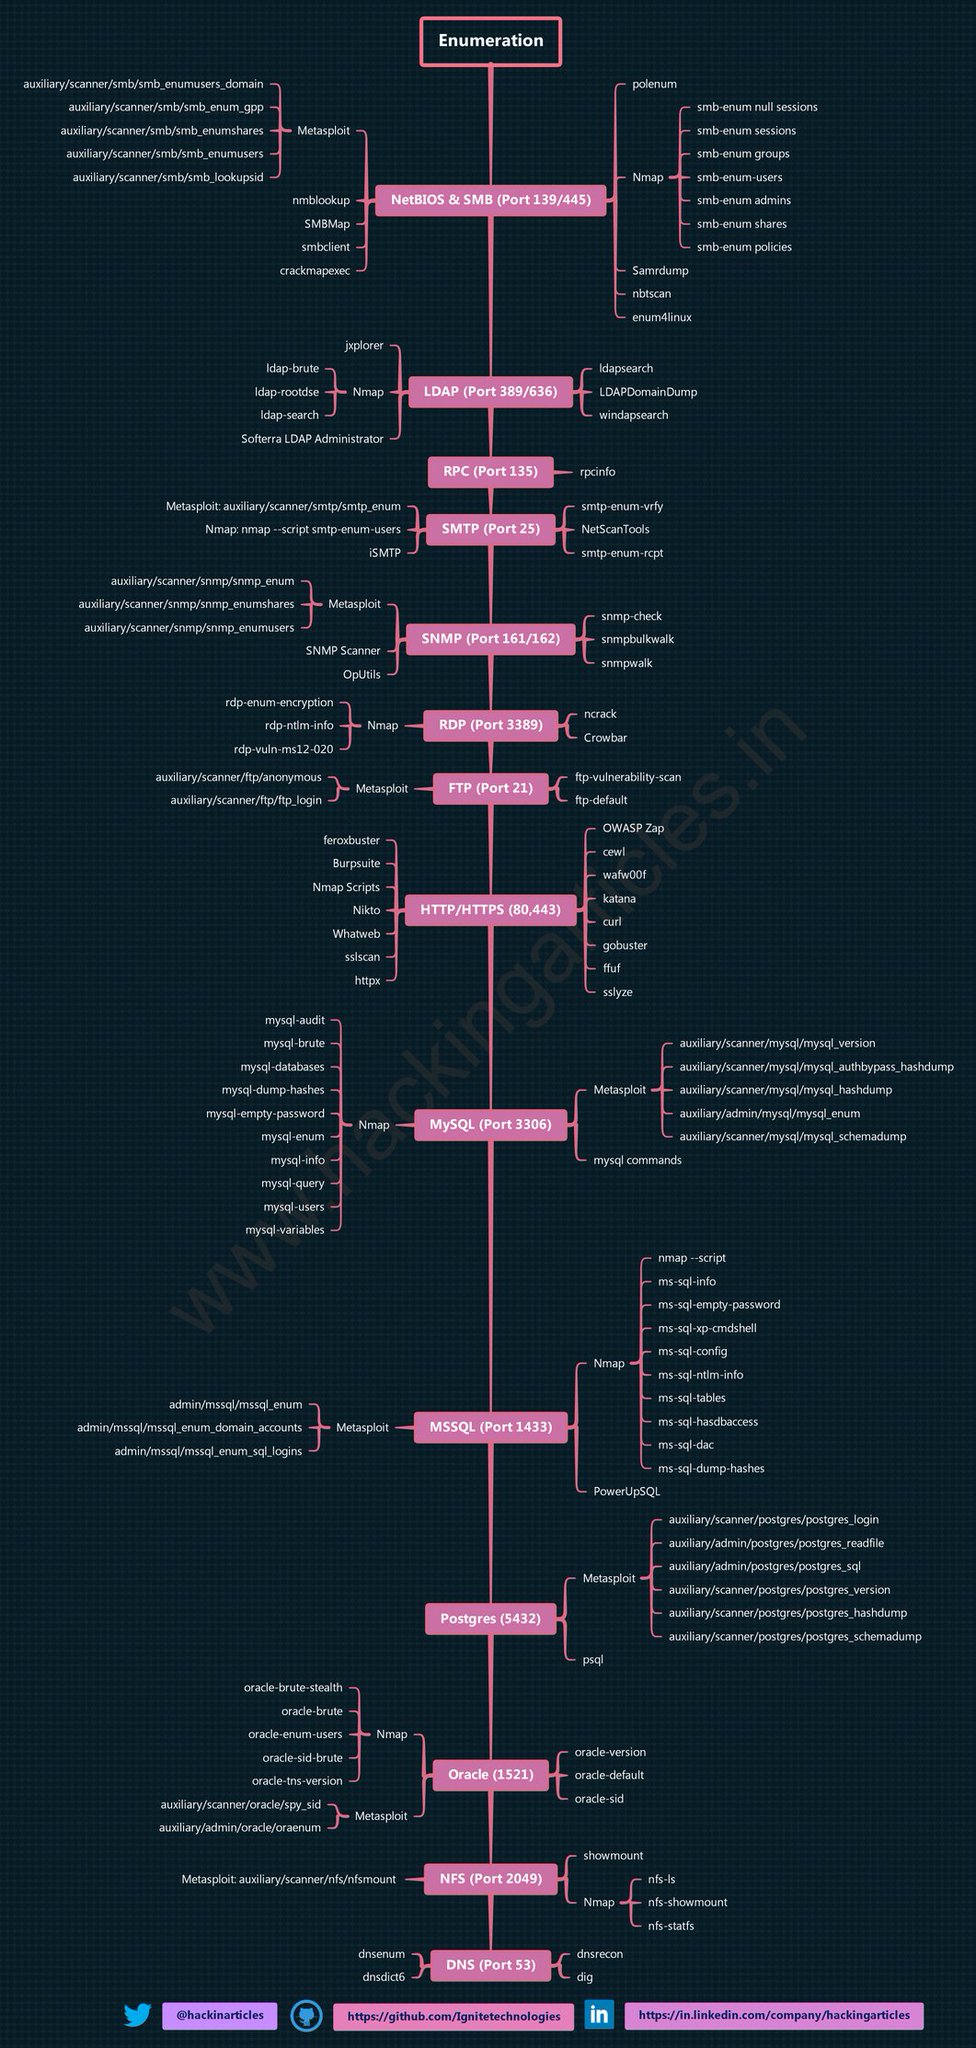 Enumeration
auxiliary/scanner/smb/smb_enumusers_domain
auxiliary/scanner/smb/smb_enum_gpp
auxiliary/scanner/smb/smb_enumshares
auxiliary/scanner/smb/smb_enumusers
auxiliary/scanner/smb/smb_lookupsid
Metasploit
nmblookup
SMBMap
smbclient
crackmapexec
NetBIOS & SMB (Port 139/445)
polenum
Nmap
smb-enum null sessions
smb-enum sessions
smb-enum groups
smb-enum-users
smb-enum admins
smb-enum shares
smb-enum policies
Samrdump
nbtscan
enum4linux
jxplorer
ldap-brute
ldap-rootdse
ldap-search
Nmap
Softerra LDAP Administrator
LDAP (Port 389/636)
ldapsearch
LDAPDomainDump
windapsearch
RPC (Port 135)
rpcinfo
Metasploit: auxiliary/scanner/smtp/smtp_enum
Nmap: nmap --script smtp-enum-users
iSMTP
SMTP (Port 25)
smtp-enum-vrfy
NetScanTools
smtp-enum-rcpt
auxiliary/scanner/snmp/snmp_enum
auxiliary/scanner/snmp/snmp_enumshares
auxiliary/scanner/snmp/snmp_enumusers
Metasploit
SNMP Scanner
OpUtils
SNMP (Port 161/162)
snmp-check
snmpbulkwalk
snmpwalk
rdp-enum-encryption
rdp-ntlm-info
rdp-vuln-ms12-020
Nmap
RDP (Port 3389)
ncrack
Crowbar
auxiliary/scanner/ftp/anonymous
auxiliary/scanner/ftp/ftp_login
Metasploit
FTP (Port 21)
ftp-vulnerability-scan
ftp-default
feroxbuster
Burpsuite
Nmap Scripts
Nikto
Whatweb
sslscan
httpx
HTTP/HTTPS (80,443)
OWASP Zap
cewl
wafw00f
katana
curl
gobuster
ffuf
sslyze
mysql-audit
mysql-brute
mysql-databases
mysql-dump-hashes
mysql-empty-password
mysql-enum
mysql-info
mysql-query
mysql-users
mysql-variables
Nmap
MySQL (Port 3306)
Metasploit
auxiliary/scanner/mysql/mysql_version
auxiliary/scanner/mysql/mysql_authbypass_hashdump
auxiliary/scanner/mysql/mysql_hashdump
auxiliary/admin/mysql/mysql_enum
auxiliary/scanner/mysql/mysql_schemadump
mysql commands
admin/mssql/mssql_enum
admin/mssql/mssql_enum_domain_accounts
admin/mssql/mssql_enum_sql_logins
Metasploit
MSSQL (Port 1433)
Nmap
nmap --script
ms-sql-info
ms-sql-empty-password
ms-sql-xp-cmdshell
ms-sql-config
ms-sql-ntlm-info
ms-sql-tables
ms-sql-hasdbaccess
ms-sql-dac
ms-sql-dump-hashes
PowerUpSQL
Postgres (5432)
Metasploit
auxiliary/scanner/postgres/postgres_login
auxiliary/admin/postgres/postgres_readfile
auxiliary/admin/postgres/postgres_sql
auxiliary/scanner/postgres/postgres_version
auxiliary/scanner/postgres/postgres_hashdump
auxiliary/scanner/postgres/postgres_schemadump
psql
oracle-brute-stealth
oracle-brute
oracle-enum-users
oracle-sid-brute
oracle-tns-version
Nmap
auxiliary/scanner/oracle/spy_sid
auxiliary/admin/oracle/oraenum
Metasploit
Oracle (1521)
oracle-version
oracle-default
oracle-sid
Metasploit: auxiliary/scanner/nfs/nfsmount
NFS (Port 2049)
showmount
Nmap
nfs-ls
nfs-showmount
nfs-statfs
dnsenum
dnsdict6
DNS (Port 53)
dnsrecon
dig
@hackinarticles
https://github.com/Ignitetechnologies
in
https://in.linkedin.com/company/hackingarticles
www.hackingarticles.in